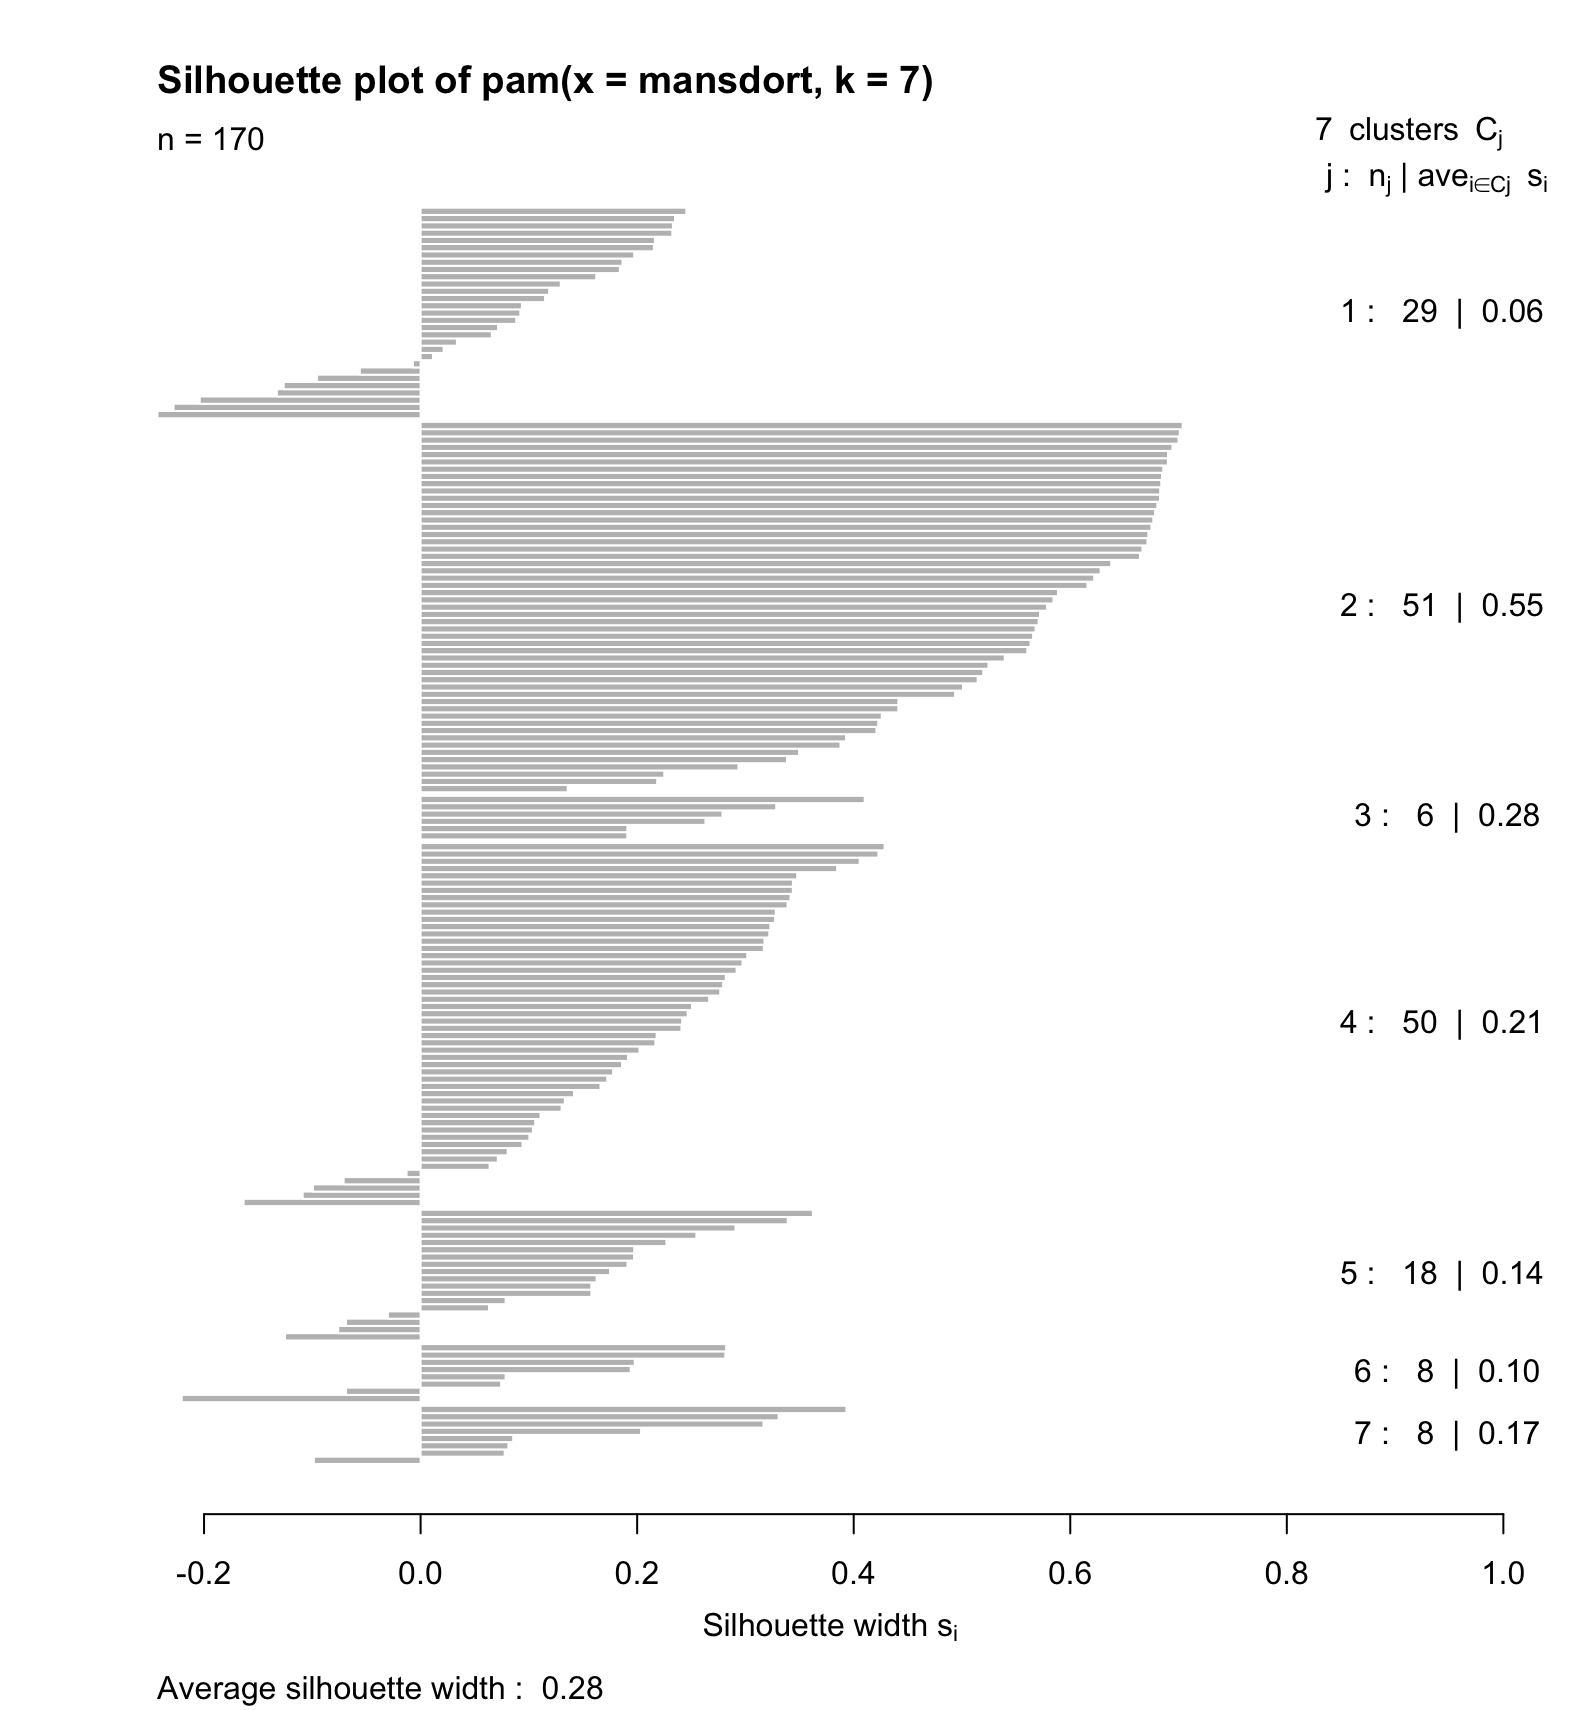 Silhouette plot of pam(x = mansdort, k = 7)
n = 170
7 clusters Cj
j : nj | avei∈Cj si
1 : 29 | 0.06
2 : 51 | 0.55
3 : 6 | 0.28
4 : 50 | 0.21
5 : 18 | 0.14
6 : 8 | 0.10
7 : 8 | 0.17
-0.2 0.0 0.2 0.4 0.6 0.8 1.0
Silhouette width si
Average silhouette width : 0.28